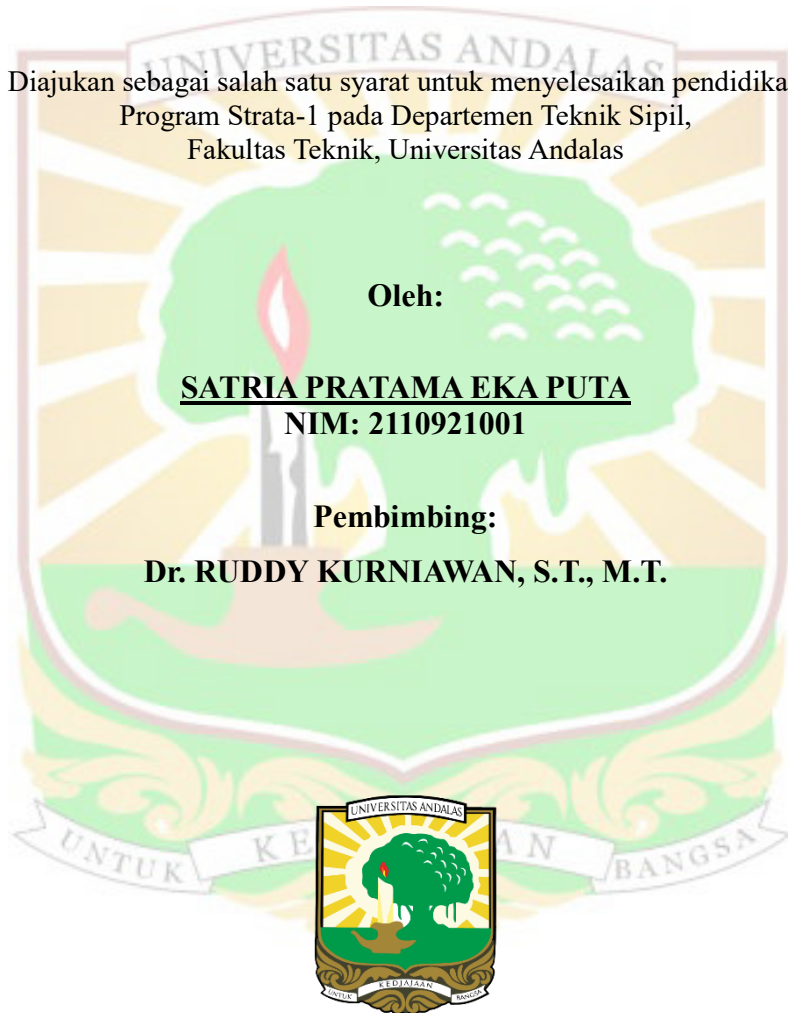 UNIVERSITAS ANDALAS
Diajukan sebagai salah satu syarat untuk menyelesaikan pendidika
Program Strata-1 pada Departemen Teknik Sipil,
Fakultas Teknik, Universitas Andalas
Oleh:
SATRIA PRATAMA EKA PUTA
NIM: 2110921001
Pembimbing:
Dr. RUDDY KURNIAWAN, S.T., M.T.
UNIVERSITAS ANDALAS
UNTUK KE AN BANGSA
UNTUK KEDJAJAAN BANGSA